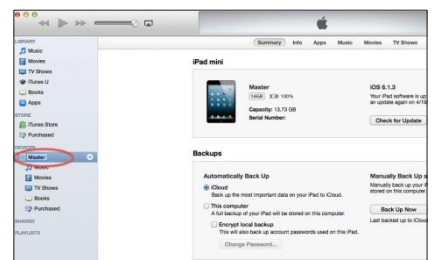 LIBRARY
Music
Movies
TV Shows
iTunes U
Books
Apps
STORE
iTunes Store
Purchased
DEVICES
Master
Music
Movies
TV Shows
Books
Purchased
SHARED
PLAYLISTS
Summary Info Apps Music Movies TV Shows
iPad mini
Master
16GB 100%
Capacity: 13.73 GB
Serial Number:
iOS 6.1.3
Your iPad software is up
an update again on 4/19
Check for Update
Backups
Automatically Back Up
iCloud
Back up the most important data on your iPad to iCloud.
This computer
A full backup of your iPad will be stored on this computer.
Encrypt local backup
This will also back up account passwords used on this iPad.
Change Password...
Manually Back Up a
Manually back up your iP
stored on this computer.
Back Up Now
Last backed up to iCloud